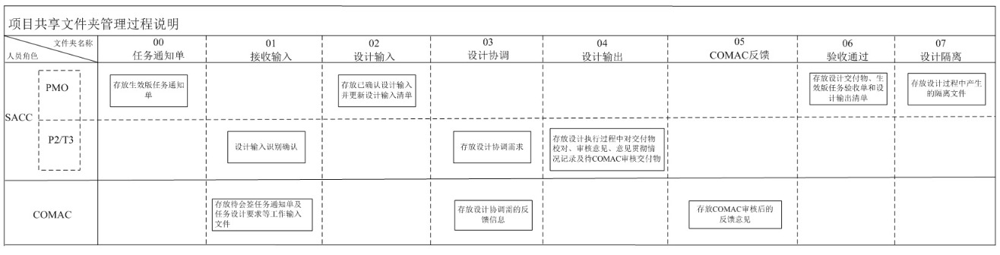 项目共享文件夹管理过程说明
文件夹名称
人员角色
00
任务通知单
01
接收输入
02
设计输入
03
设计协调
04
设计输出
05
COMAC反馈
06
验收通过
07
设计隔离
SACC
PMO
存放生效版任务通知
单
存放已确认设计输入
并更新设计输入清单
存放设计交付物、生
效版任务验收单和设
计输出清单
存放设计过程中产生
的隔离文件
P2/T3
设计输入识别确认
存放设计协调需求
存放设计执行过程中对交付物
校对、审核意见、意见贯彻情
况记录及待COMAC审核交付物
COMAC
存放待会签任务通知单及
任务设计要求等工作输入
文件
存放设计协调需的反
馈信息
存放COMAC审核后的
反馈意见